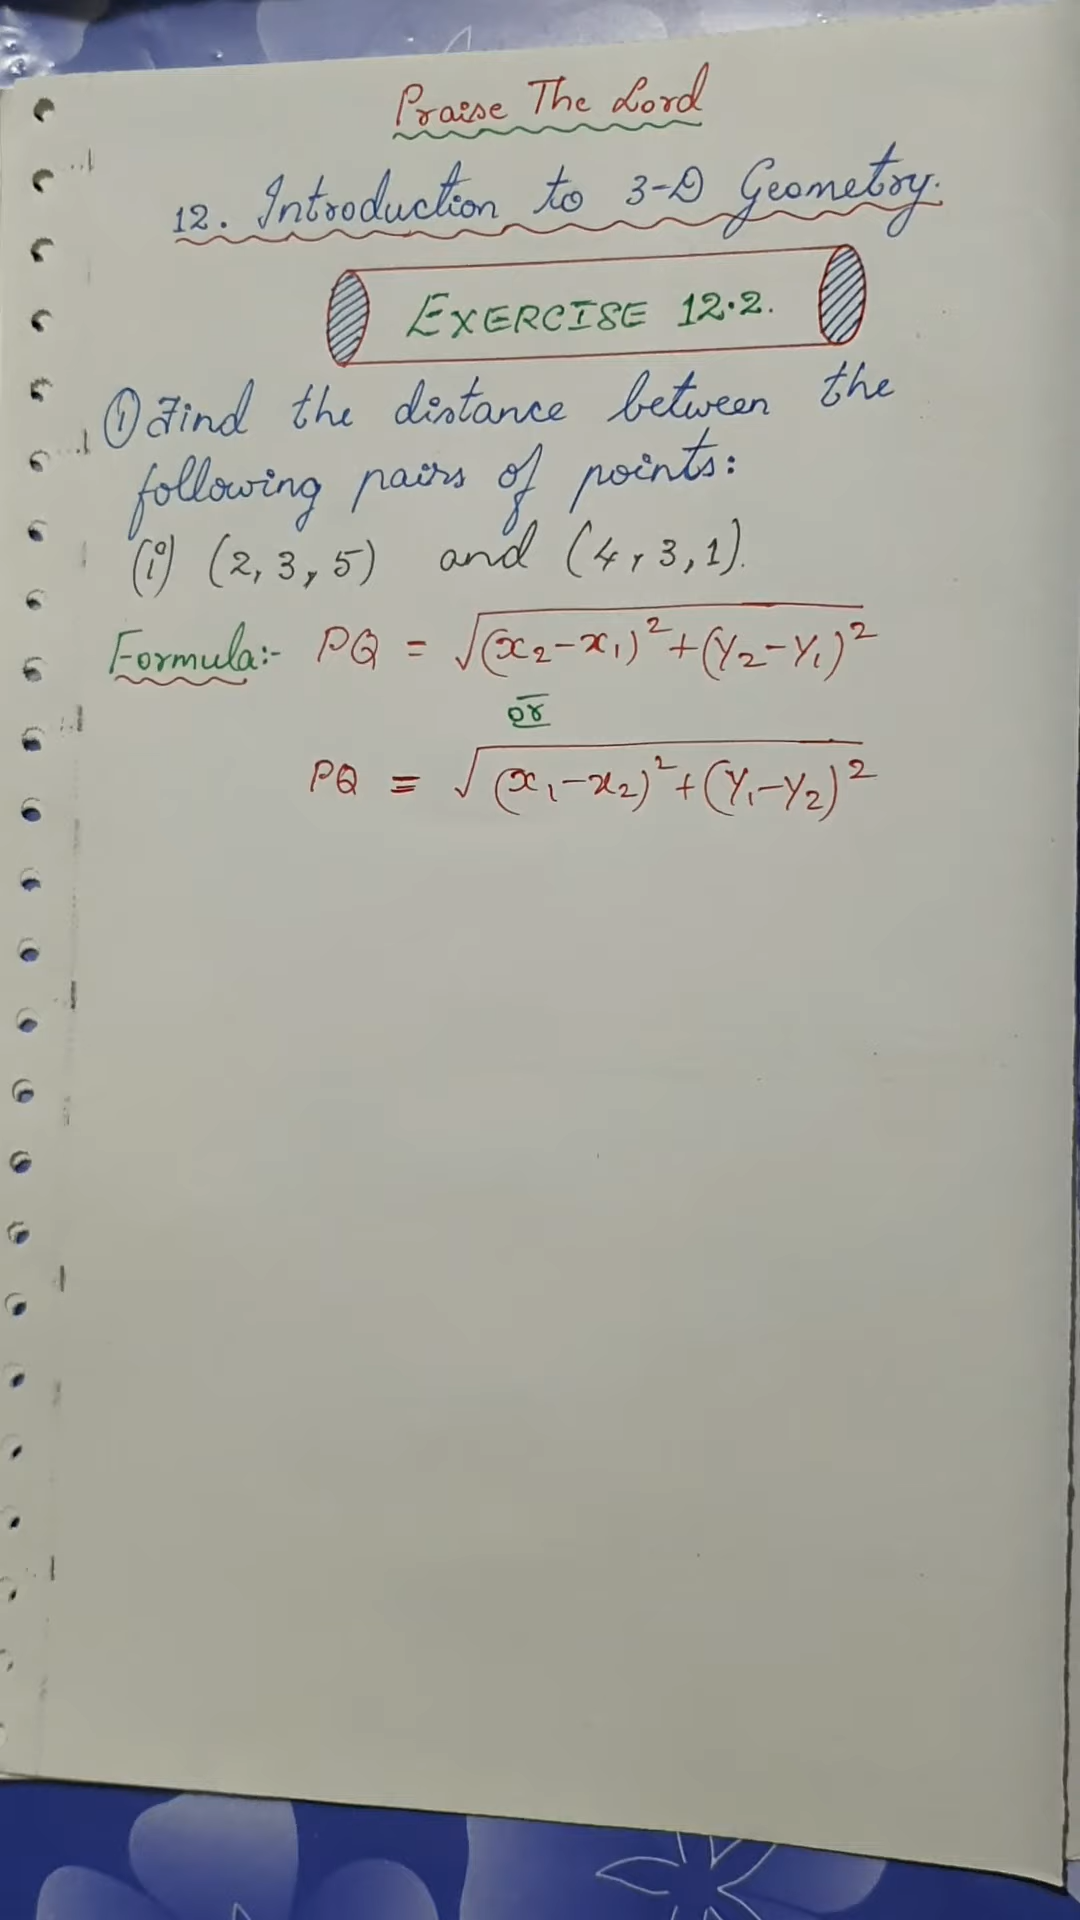 Praise The Lord
12. Introduction to 3-D Geometry.
EXERCISE 12.2.
① Find the distance between the
following pairs of points:
(i) (2, 3, 5) and (4, 3, 1).
Formula:- PQ = √(x₂-x₁)²+(Y₂-Y₁)²
or
PQ = √(x₁-x₂)²+(Y₁-Y₂)²